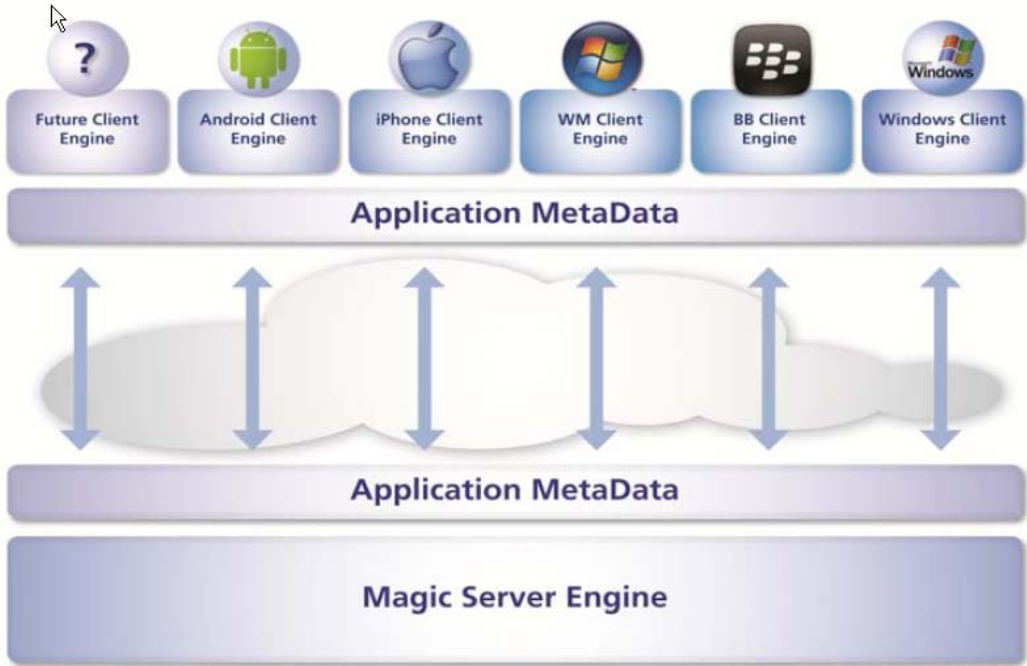 ?
Windows
Future Client
Engine
Android Client
Engine
iPhone Client
Engine
WM Client
Engine
BB Client
Engine
Windows Client
Engine
Application MetaData
Application MetaData
Magic Server Engine